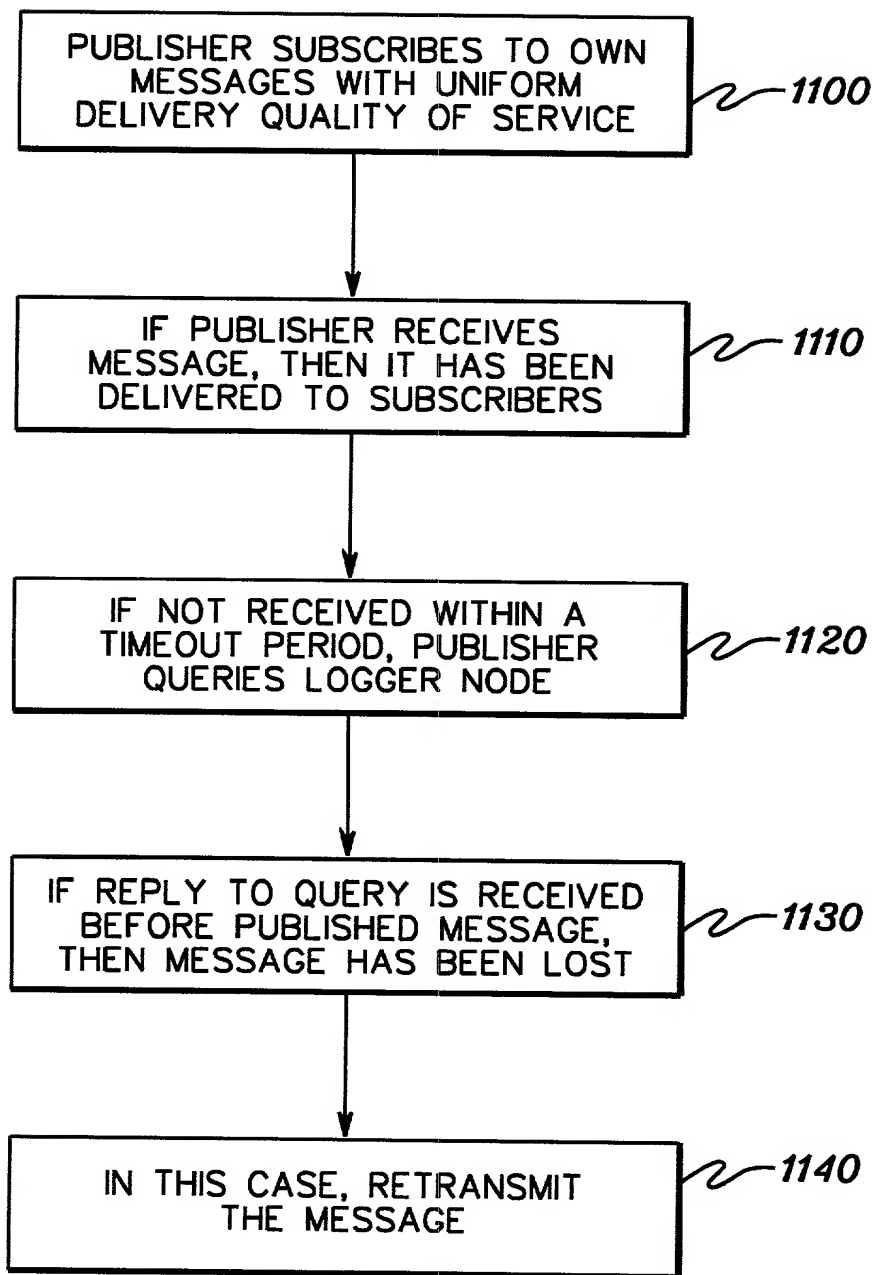 PUBLISHER SUBSCRIBES TO OWN
MESSAGES WITH UNIFORM
DELIVERY QUALITY OF SERVICE
1100
IF PUBLISHER RECEIVES
MESSAGE, THEN IT HAS BEEN
DELIVERED TO SUBSCRIBERS
1110
IF NOT RECEIVED WITHIN A
TIMEOUT PERIOD, PUBLISHER
QUERIES LOGGER NODE
1120
IF REPLY TO QUERY IS RECEIVED
BEFORE PUBLISHED MESSAGE,
THEN MESSAGE HAS BEEN LOST
1130
IN THIS CASE, RETRANSMIT
THE MESSAGE
1140